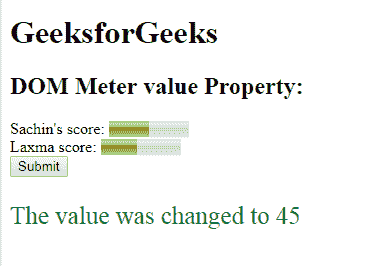 GeeksforGeeks
DOM Meter value Property:
Sachin's score:
Laxma score:
Submit
The value was changed to 45